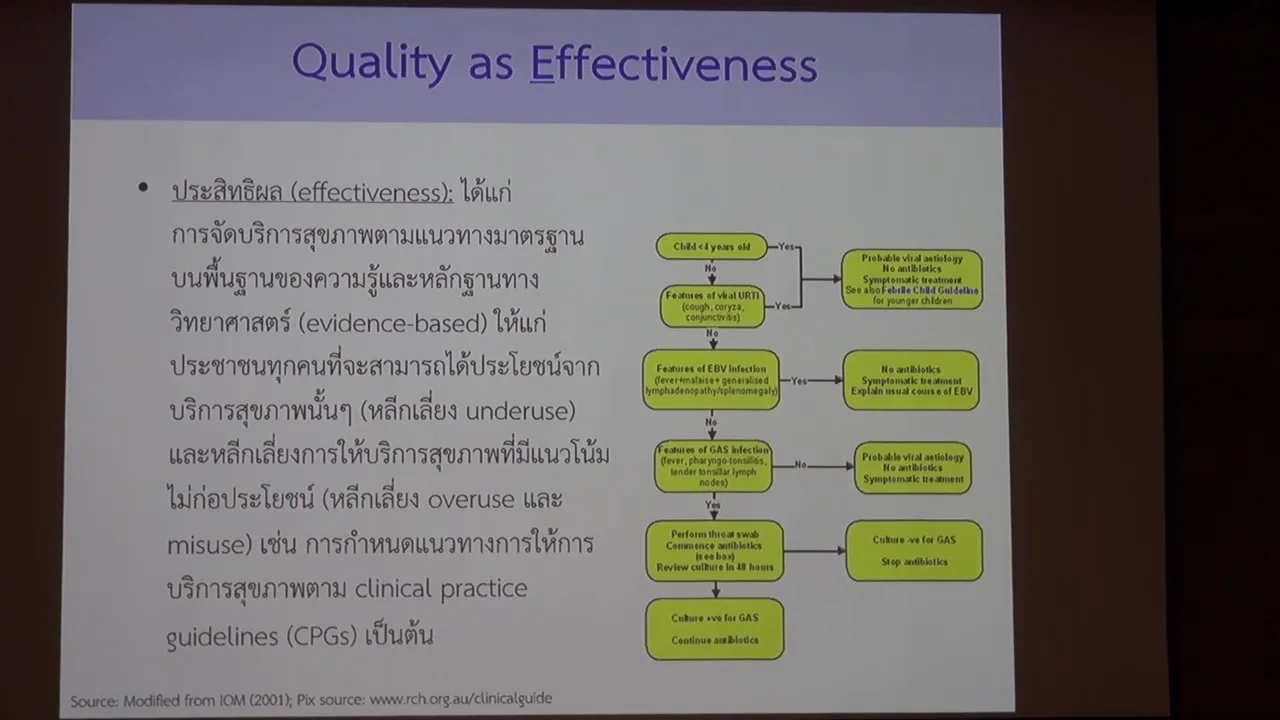 Quality as Effectiveness
• ประสิทธิผล (effectiveness): ได้แก่
การจัดบริการสุขภาพตามแนวทางมาตรฐาน
บนพื้นฐานของความรู้และหลักฐานทาง
วิทยาศาสตร์ (evidence-based) ให้แก่
ประชาชนทุกคนที่จะสามารถได้ประโยชน์จาก
บริการสุขภาพนั้นๆ (หลีกเลี่ยง underuse)
และหลีกเลี่ยงการให้บริการสุขภาพที่มีแนวโน้ม
ไม่ก่อประโยชน์ (หลีกเลี่ยง overuse และ
misuse) เช่น การกำหนดแนวทางการให้การ
บริการสุขภาพตาม clinical practice
guidelines (CPGs) เป็นต้น
Child <4 years old
Yes
No
Probable viral aetiology
No antibiotics
Symptomatic treatment
See also Febrile Child Guideline
for younger children
Features of viral URTI
(cough, coryza,
conjunctivitis)
Yes
No
Features of EBV infection
(fever+malaise+ generalised
lymphadenopathy/splenomegaly)
Yes
No antibiotics
Symptomatic treatment
Explain usual course of EBV
No
Features of GAS infection
(fever, pharyngo-tonsillitis,
tender tonsillar lymph
nodes)
No
Probable viral aetiology
No antibiotics
Symptomatic treatment
Yes
Perform throat swab
Commence antibiotics
(see box)
Review culture in 48 hours
Culture -ve for GAS
Stop antibiotics
Culture +ve for GAS
Continue antibiotics
Source: Modified from IOM (2001); Pix source: www.rch.org.au/clinicalguide